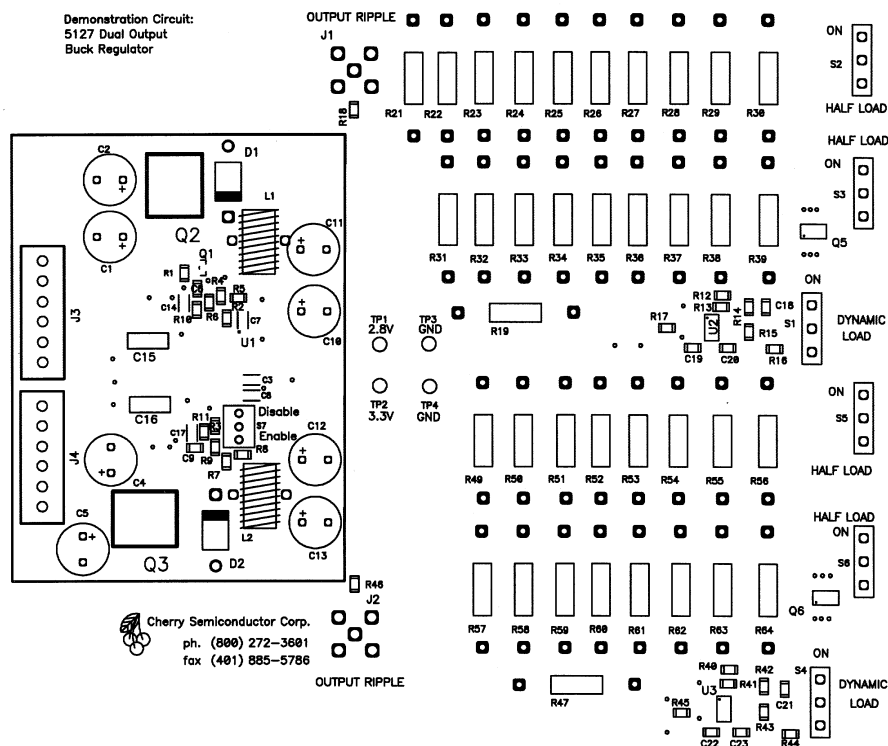 Demonstration Circuit:
5127 Dual Output
Buck Regulator
OUTPUT RIPPLE
J1
R18
R21 R22 R23 R24 R25 R26 R27 R28 R29 R30
ON
S2
HALF LOAD
HALF LOAD
ON
S3
Q5
R31 R32 R33 R34 R35 R36 R37 R38 R39
C2
D1
L1
C1
Q2
C11
Q1
R1
C6
R4
R5
C14
R10
R6
R2
C7
U1
C10
J3
C15
TP1
2.8V
TP3
GND
TP2
3.3V
TP4
GND
R19
R17
R12
R13
U2
R14
C18
R15
C19
C20
R16
ON
S1
DYNAMIC
LOAD
C3
C8
C16
R11
C17
R3
C9
R9
R7
Disable
S7
Enable
R8
C12
J4
C4
C5
Q3
L2
D2
C13
ON
S5
HALF LOAD
R49 R50 R51 R52 R53 R54 R55 R56
HALF LOAD
ON
S6
Q6
R57 R58 R59 R60 R61 R62 R63 R64
R46
J2
OUTPUT RIPPLE
Cherry Semiconductor Corp.
ph. (800) 272-3601
fax (401) 885-5786
R47
R45
R40
R41
U3
R42
C21
R43
C22
C23
R44
ON
S4
DYNAMIC
LOAD